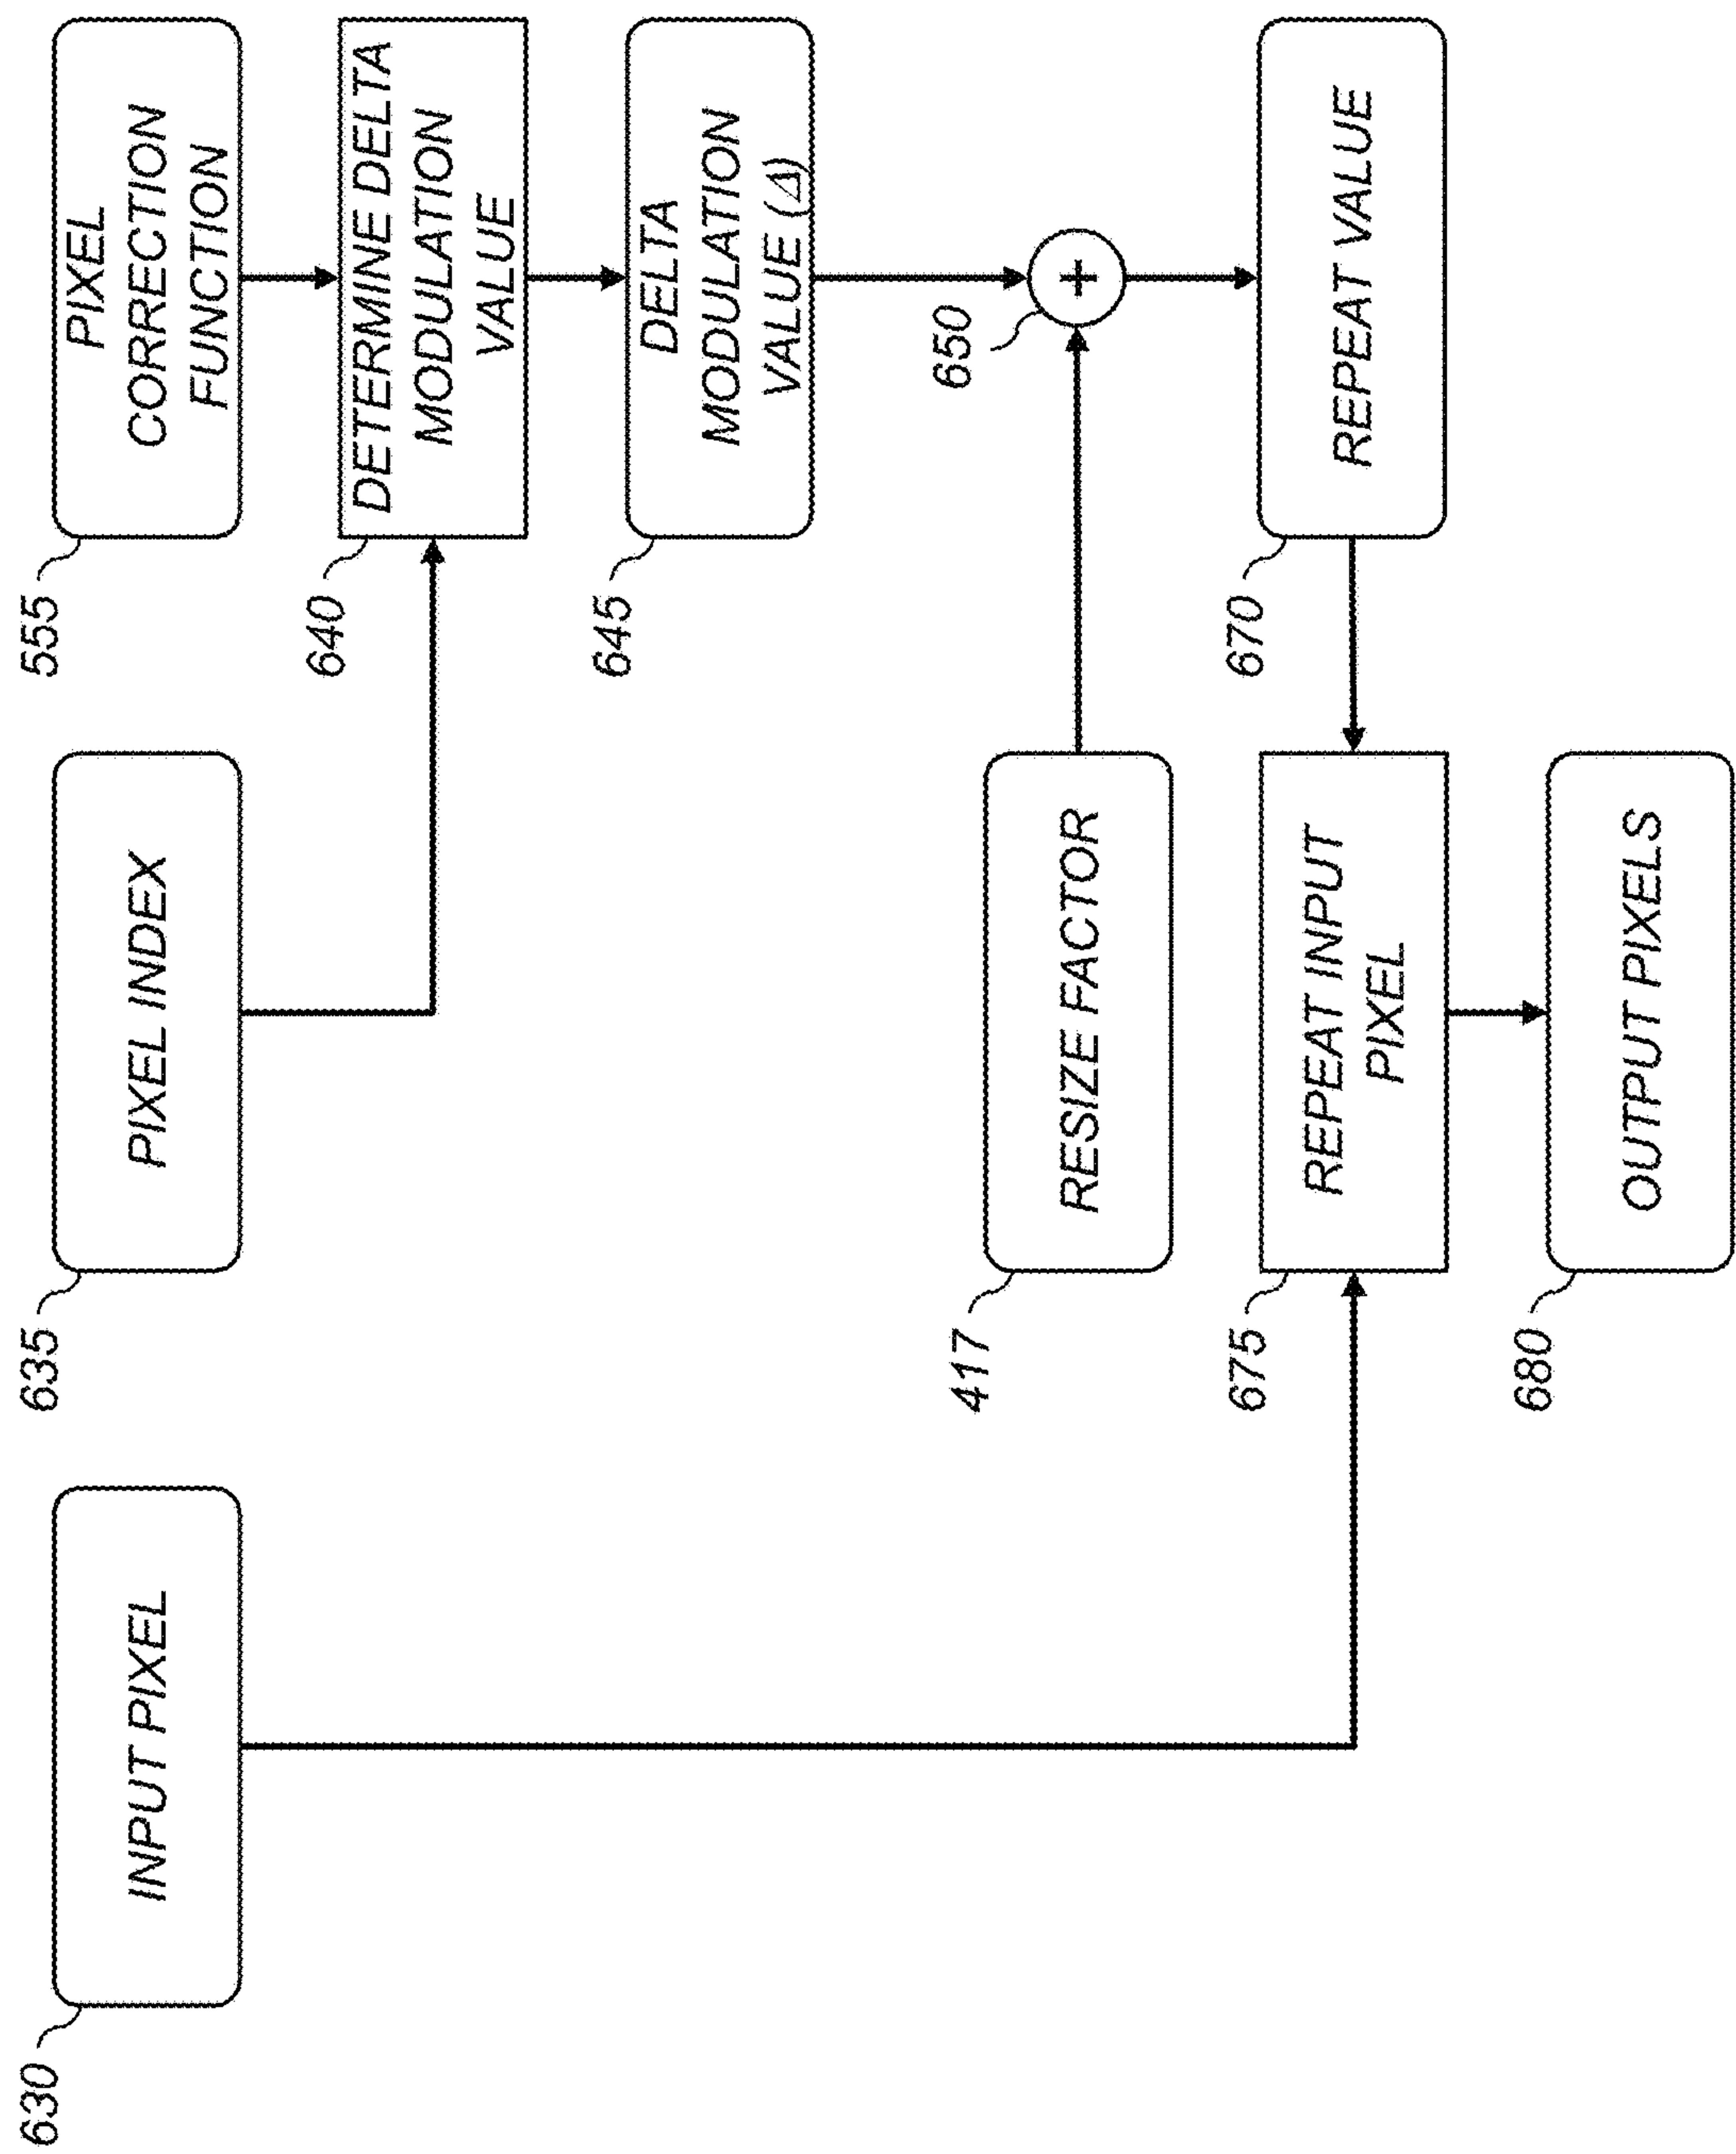 630
INPUT PIXEL
635
PIXEL INDEX
555
PIXEL
CORRECTION
FUNCTION
640
DETERMINE DELTA
MODULATION
VALUE
645
DELTA
MODULATION
VALUE (Δ)
650
+
417
RESIZE FACTOR
670
REPEAT VALUE
675
REPEAT INPUT
PIXEL
680
OUTPUT PIXELS